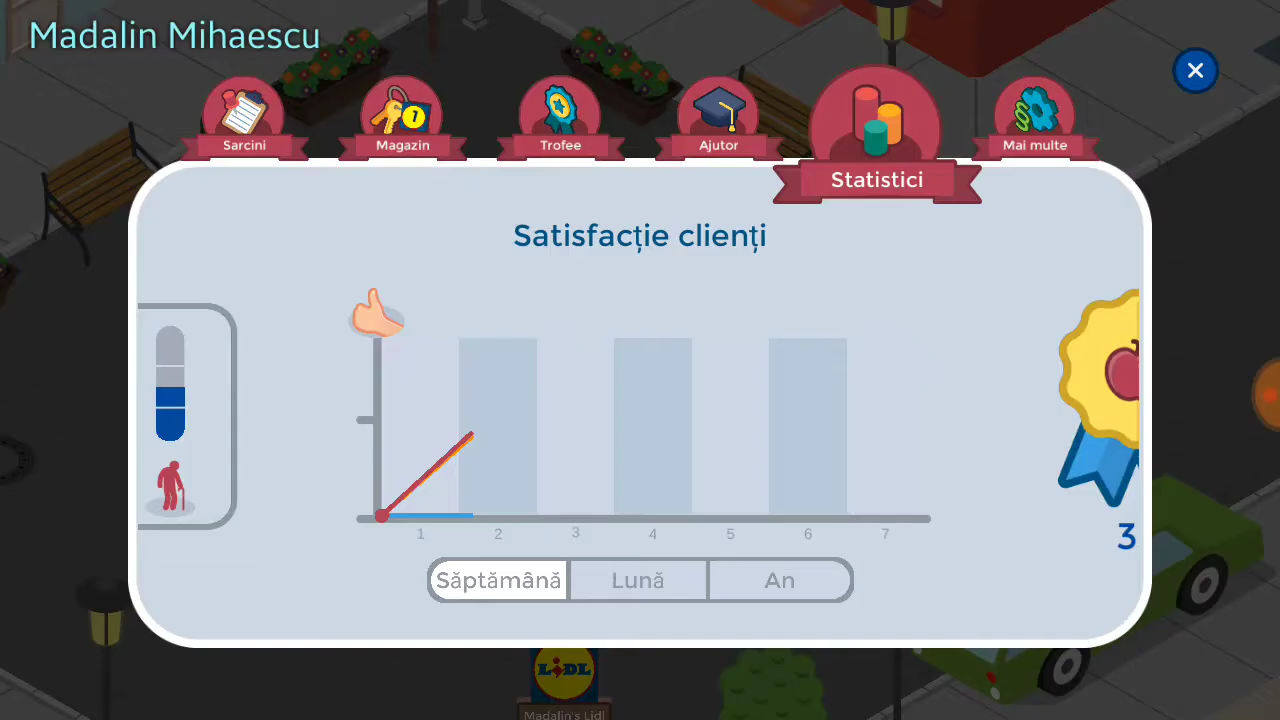 Madalin Mihaescu
Sarcini
1
Magazin
Trofee
Ajutor
Statistici
Mai multe
Satisfacție clienți
1 2 3 4 5 6 7
3
Săptămână Lună An
LIDL
Madalin's Lidl